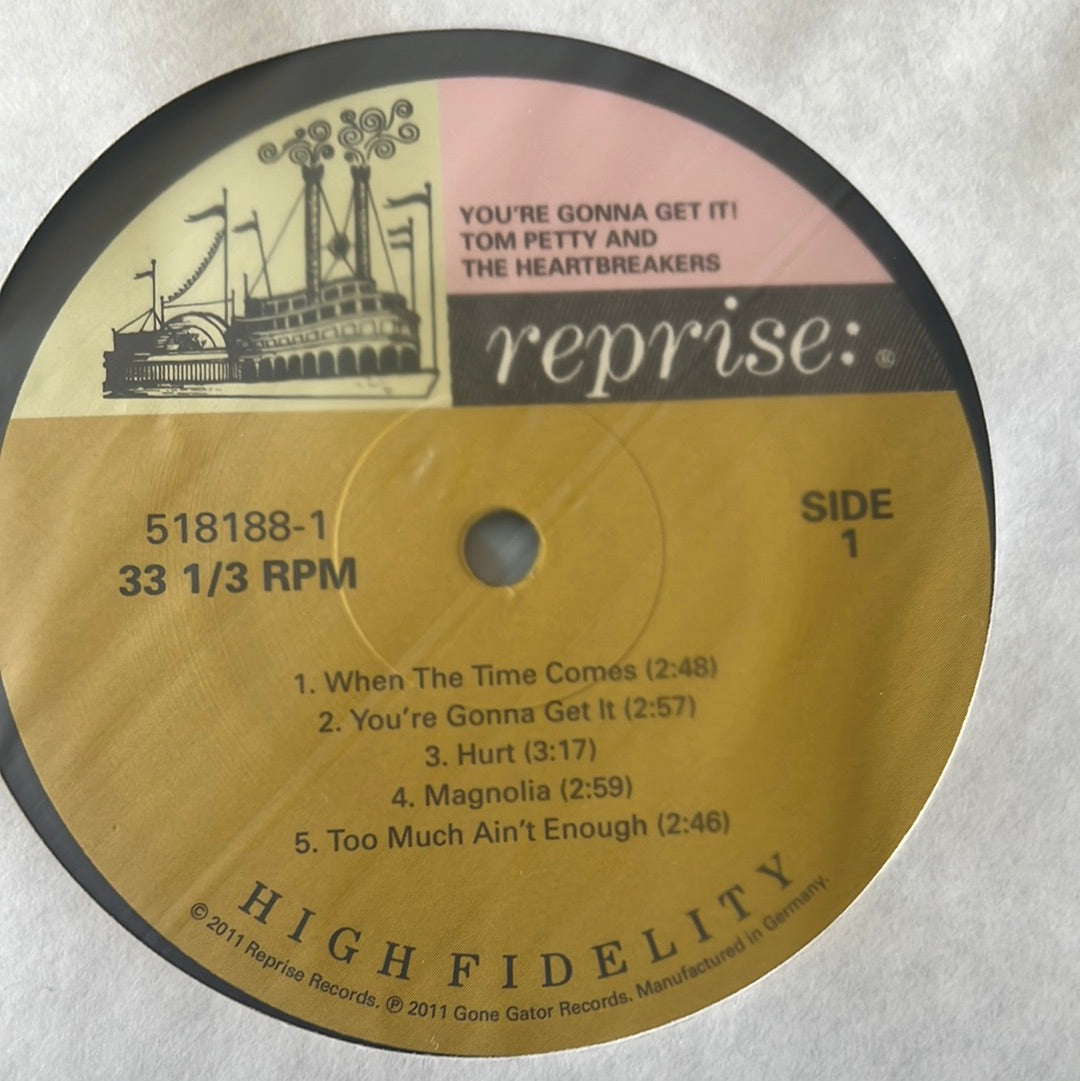 YOU'RE GONNA GET IT!
TOM PETTY AND
THE HEARTBREAKERS
reprise: ®
518188-1
33 1/3 RPM
SIDE
1
1. When The Time Comes (2:48)
2. You're Gonna Get It (2:57)
3. Hurt (3:17)
4. Magnolia (2:59)
5. Too Much Ain't Enough (2:46)
HIGH FIDELITY
© 2011 Reprise Records. ℗ 2011 Gone Gator Records. Manufactured in Germany.